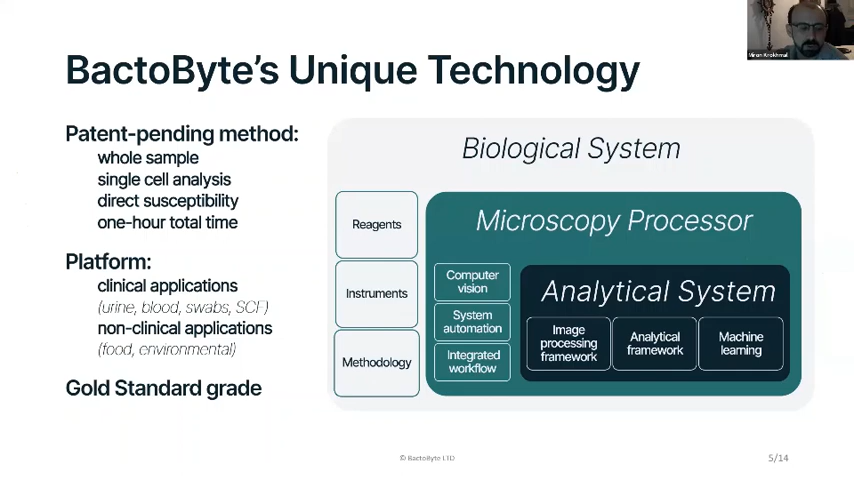 BactoByte's Unique Technology
Patent-pending method:
whole sample
single cell analysis
direct susceptibility
one-hour total time
Platform:
clinical applications
(urine, blood, swabs, SCF)
non-clinical applications
(food, environmental)
Gold Standard grade
Biological System
Reagents
Instruments
Methodology
Microscopy Processor
Computer
vision
System
automation
Integrated
workflow
Analytical System
Image
processing
framework
Analytical
framework
Machine
learning
© BactoByte LTD
5/14
Miron Krokhmal